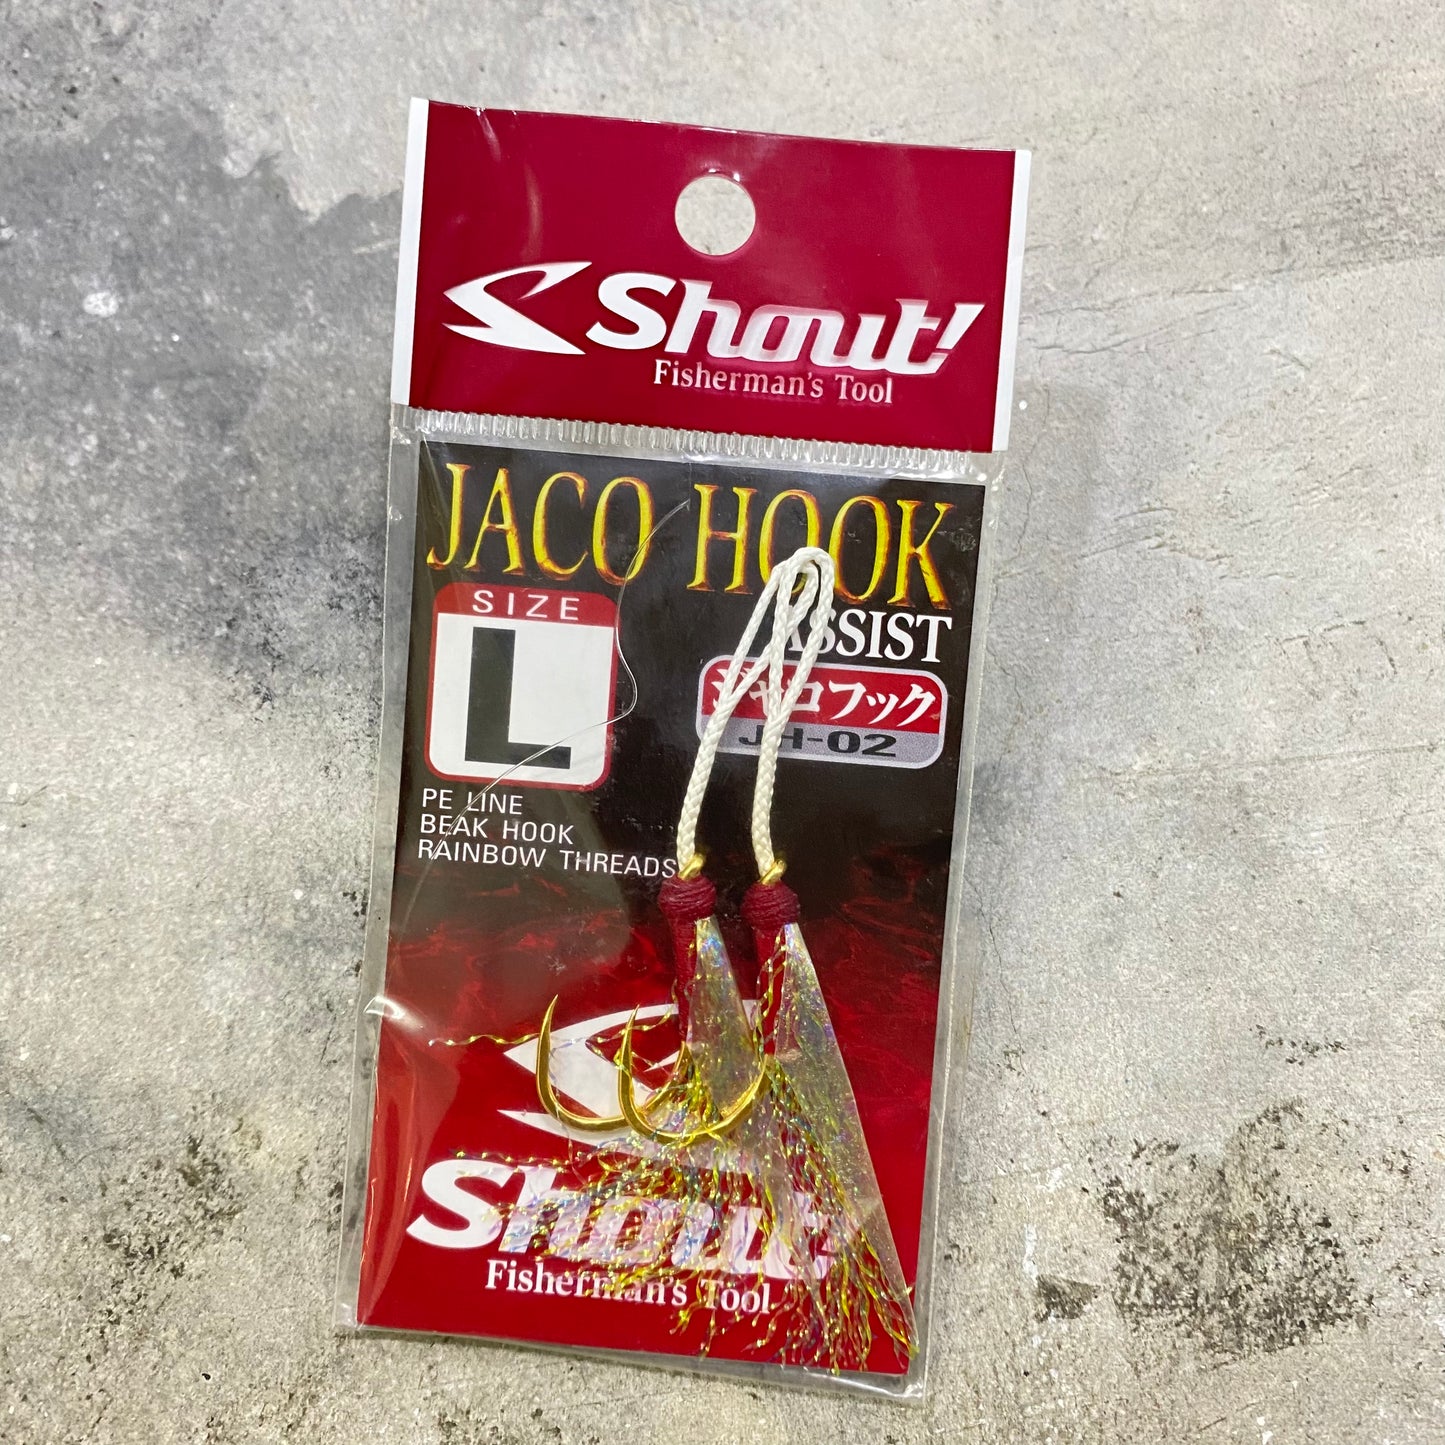 Shout!
Fisherman's Tool
JACO HOOK
ASSIST
SIZE
L
ジャコフック
JH-02
PE LINE
BEAK HOOK
RAINBOW THREADS
Shout!
Fisherman's Tool